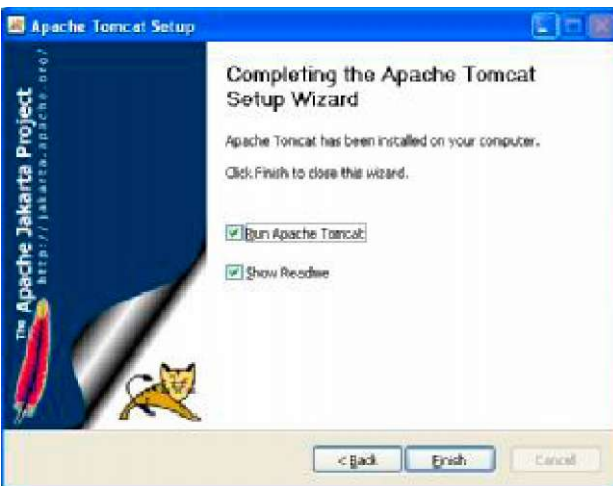 Apache Tomcat Setup
The Apache Jakarta Project
http://jakarta.apache.org/
Completing the Apache Tomcat
Setup Wizard
Apache Tomcat has been installed on your computer.
Click Finish to close this wizard.
Run Apache Tomcat
Show Readme
< Back
Finish
Cancel